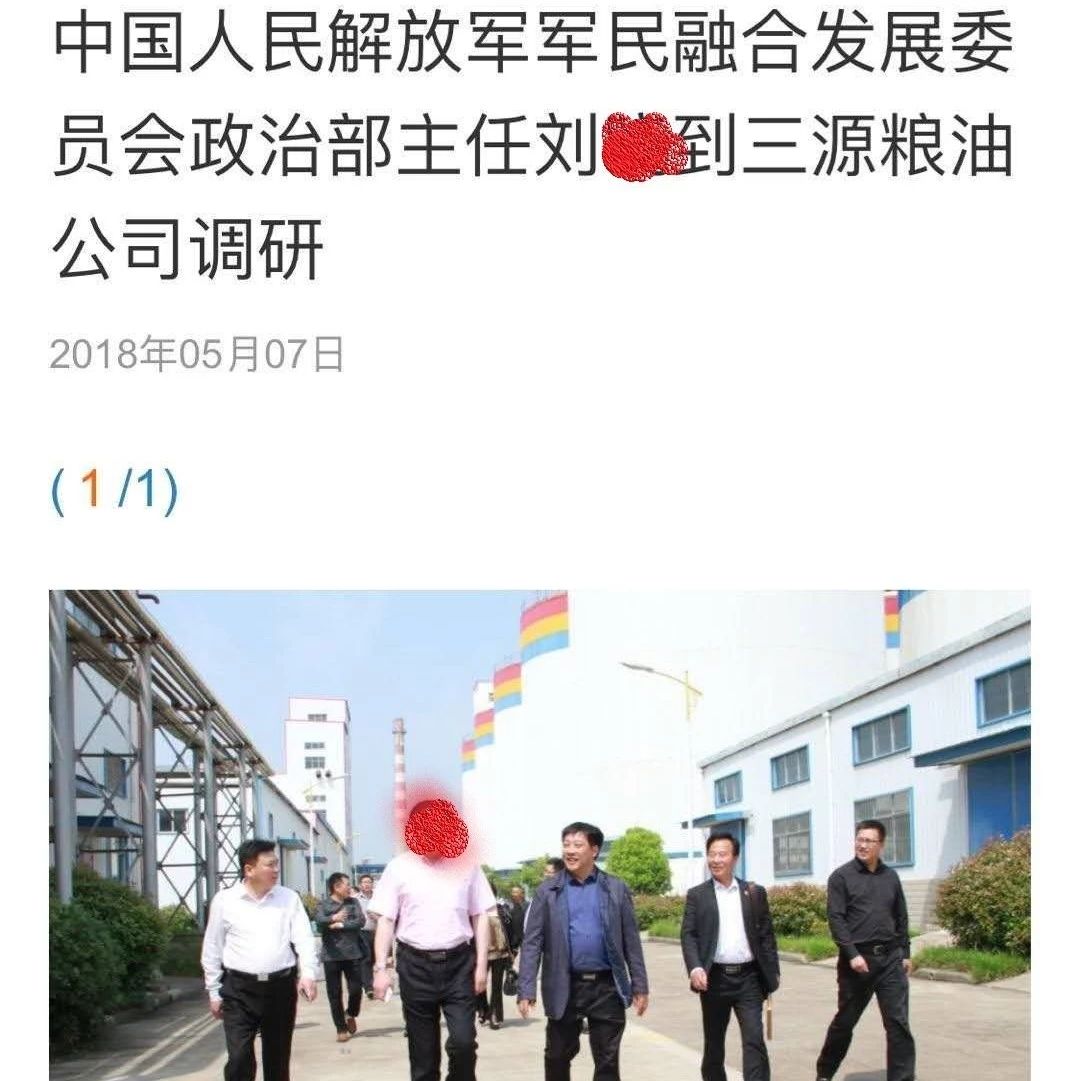 中国人民解放军军民融合发展委
员会政治部主任刘到三源粮油
公司调研
2018年05月07日
( 1 /1)